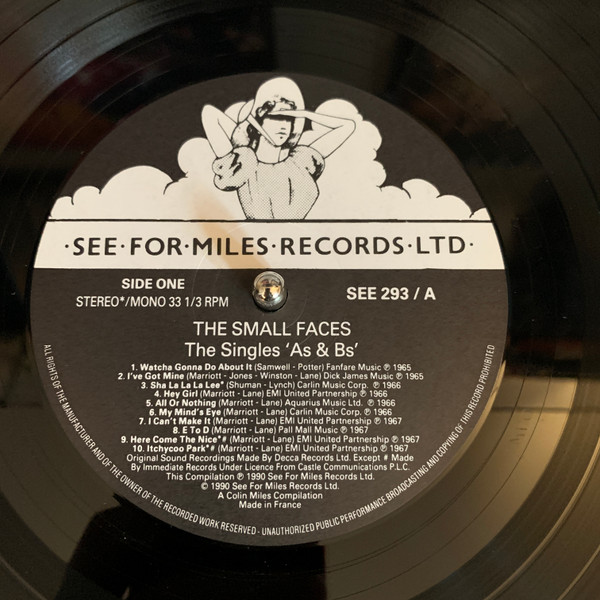 ·SEE·FOR·MILES·RECORDS·LTD·
SIDE ONE
STEREO*/MONO 33 1/3 RPM
SEE 293 / A
THE SMALL FACES
The Singles ‘As & Bs’
1. Watcha Gonna Do About It (Samwell - Potter) Fanfare Music ℗ 1965
2. I've Got Mine (Marriott - Jones - Winston - Lane) Dick James Music ℗ 1965
3. Sha La La La Lee* (Shuman - Lynch) Carlin Music Corp. ℗ 1966
4. Hey Girl (Marriott - Lane) EMI United Partnership ℗ 1966
5. All Or Nothing (Marriott - Lane) Aquarius Music Ltd. ℗ 1966
6. My Mind's Eye (Marriott - Lane) Carlin Music Corp. ℗ 1966
7. I Can't Make It (Marriott - Lane) EMI United Partnership ℗ 1967
8. E To D (Marriott - Lane) Pall Mall Music ℗ 1967
9. Here Come The Nice*# (Marriott - Lane) EMI United Partnership ℗ 1967
10. Itchycoo Park*# (Marriott - Lane) EMI United Partnership ℗ 1967
Original Sound Recordings Made By Decca Records Ltd. Except # Made
By Immediate Records Under Licence From Castle Communications P.L.C.
This Compilation ℗ 1990 See For Miles Records Ltd.
© 1990 See For Miles Records Ltd.
A Colin Miles Compilation
Made in France
ALL RIGHTS OF THE MANUFACTURER AND OF THE OWNER OF THE RECORDED WORK RESERVED - UNAUTHORIZED PUBLIC PERFORMANCE BROADCASTING AND COPYING OF THIS RECORD PROHIBITED